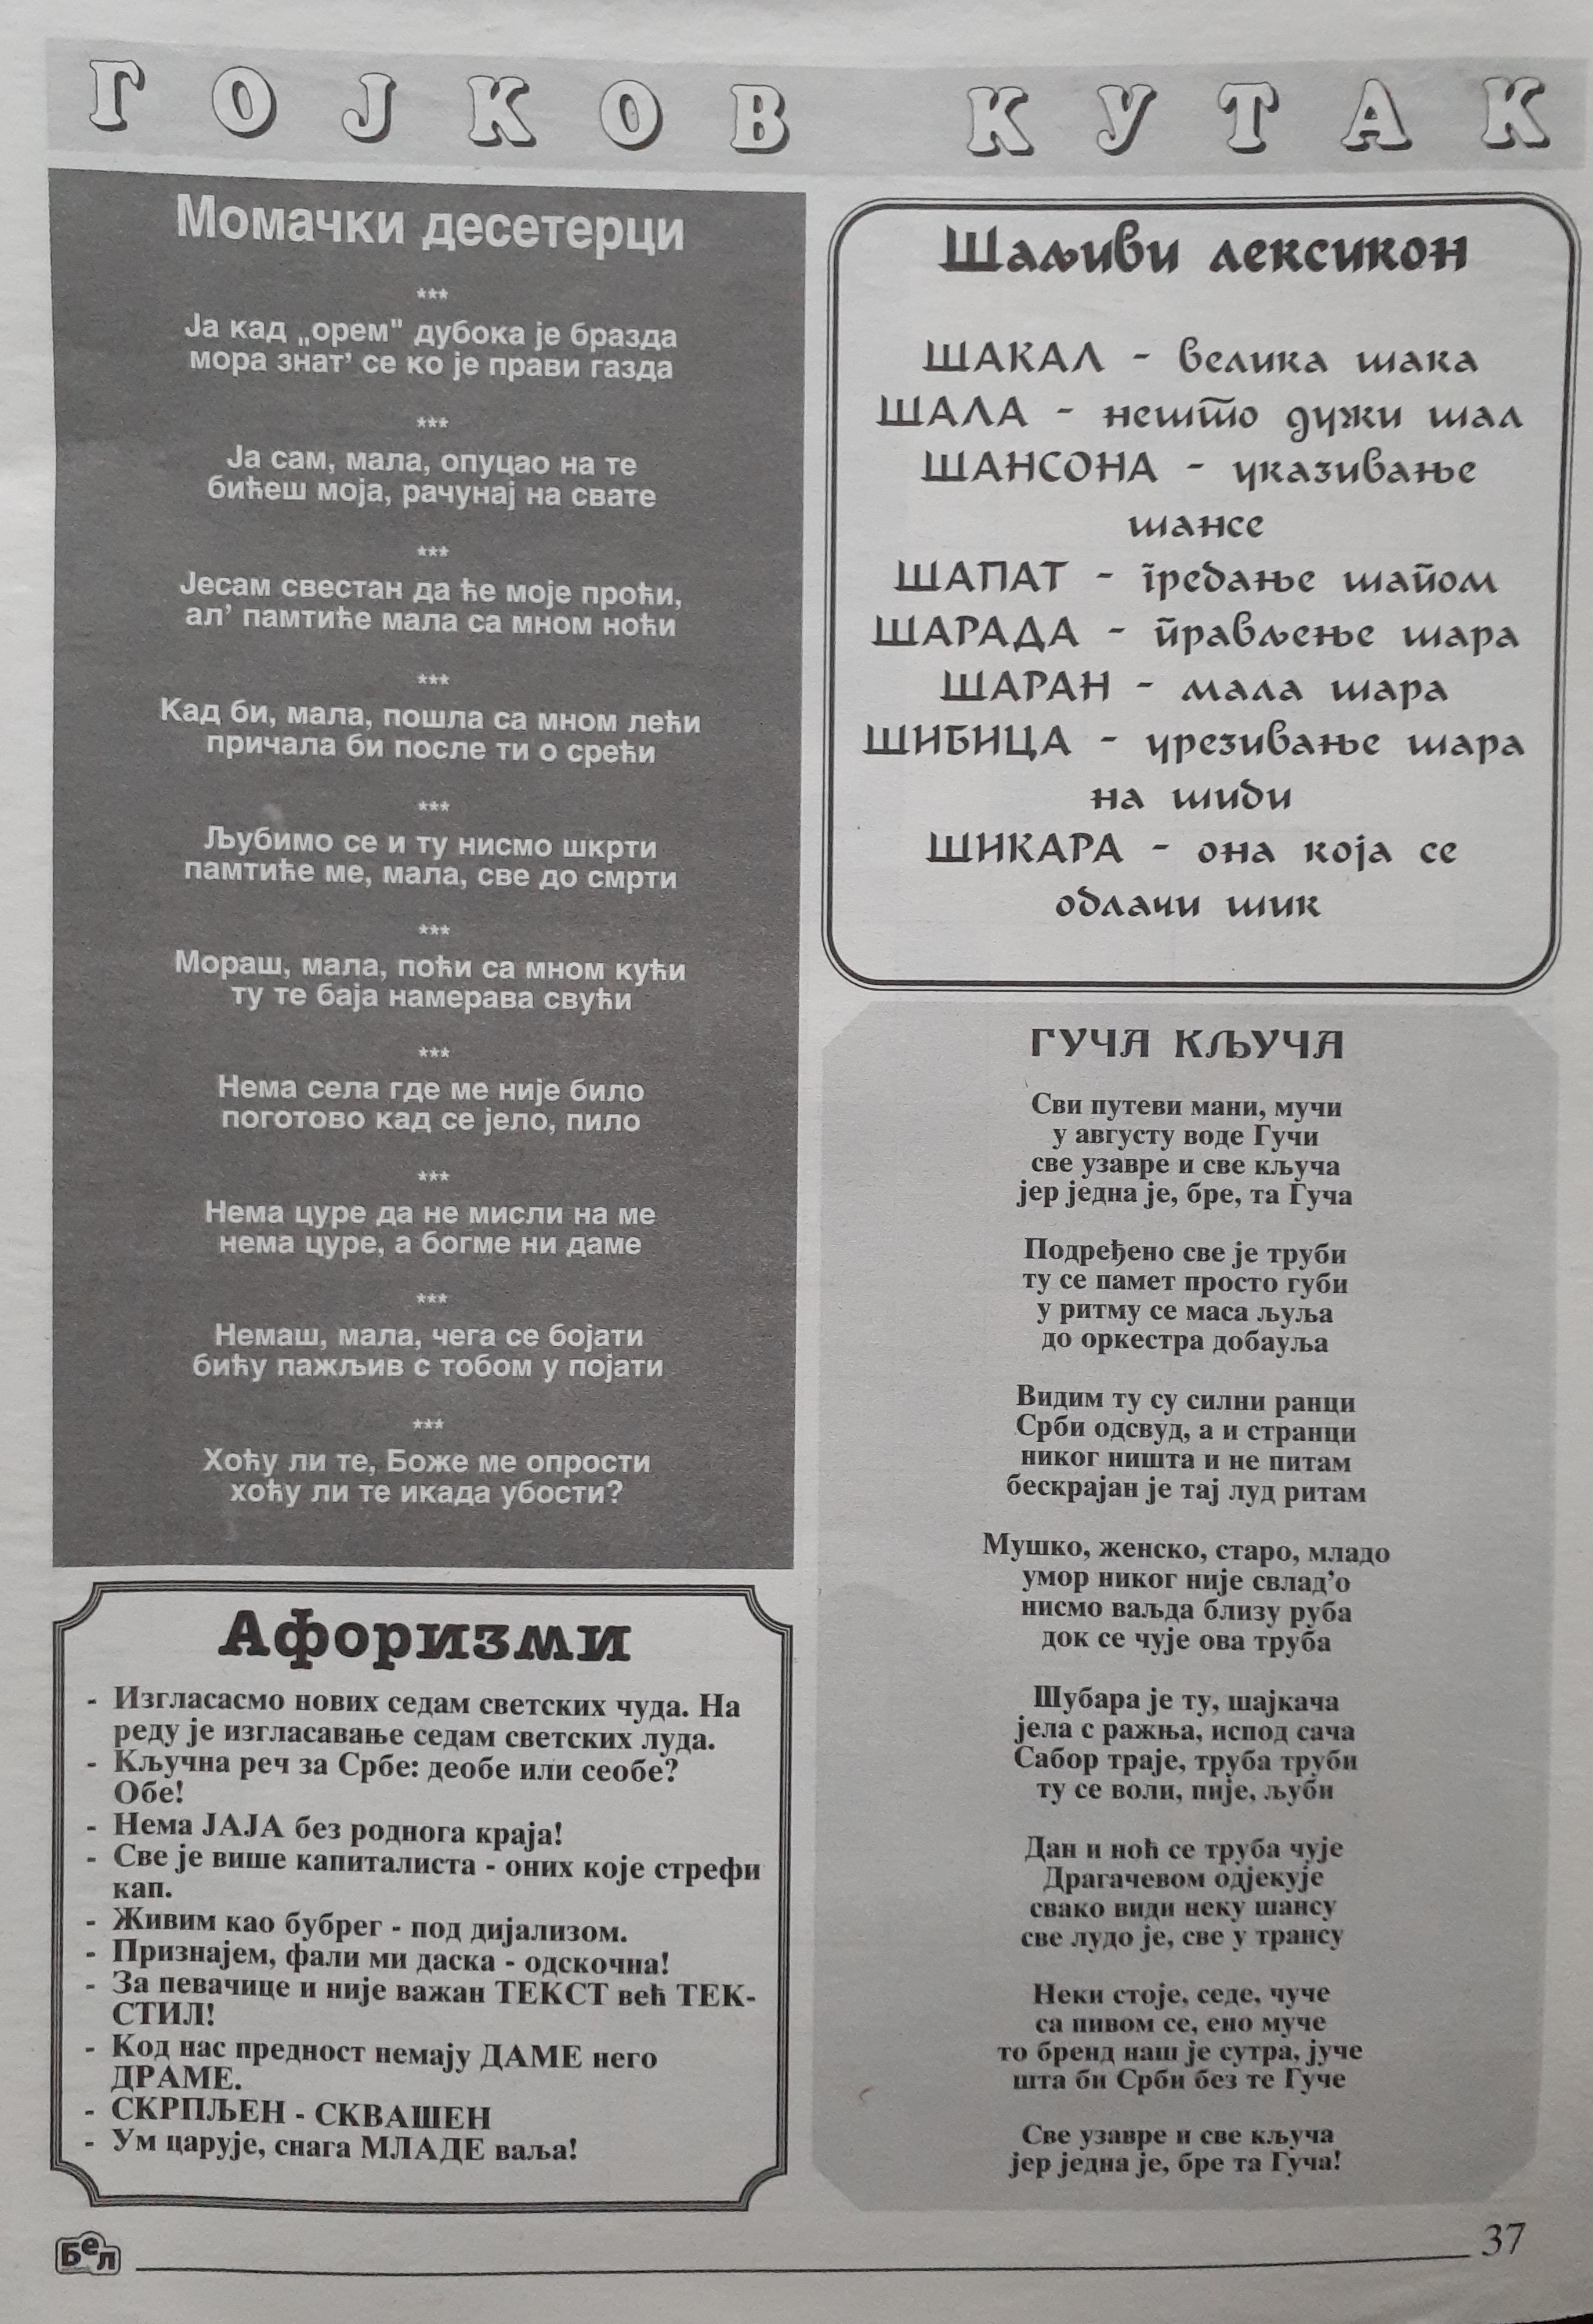 ГОЈКОВ КУТАК
Момачки десетерци
***
Ја кад „орем" дубока је бразда
мора знат’ се ко је прави газда
***
Ја сам, мала, опуцао на те
бићеш моја, рачунај на свате
***
Јесам свестан да ће моје проћи,
ал’ памтиће мала са мном ноћи
***
Кад би, мала, пошла са мном лећи
причала би после ти о срећи
***
Љубимо се и ту нисмо шкрти
памтиће ме, мала, све до смрти
***
Мораш, мала, поћи са мном кући
ту те баја намерава свући
***
Нема села где ме није било
поготово кад се јело, пило
***
Нема цуре да не мисли на ме
нема цуре, а богме ни даме
***
Немаш, мала, чега се бојати
бићу пажљив с тобом у појати
***
Хоћу ли те, Боже ме опрости
хоћу ли те икада убости?
Афоризми
- Изгласасмо нових седам светских чуда. На
реду је изгласавање седам светских луда.
- Кључна реч за Србе: деобе или сеобе?
Обе!
- Нема ЈАЈА без роднога краја!
- Све је више капиталиста - оних које стрефи
кап.
- Живим као бубрег - под дијализом.
- Признајем, фали ми даска - одскочна!
- За певачице и није важан ТЕКСТ већ ТЕК-
СТИЛ!
- Код нас предност немају ДАМЕ него
ДРАМЕ.
- СКРПЉЕН - СКВАШЕН
- Ум царује, снага МЛАДЕ ваља!
Шаљиви лексикон
ШАКАЛ - велика шака
ШАЛА - нешто дужи шал
ШАНСОНА - указивање
шансе
ШАПАТ - гребање шапом
ШАРАДА - прављење шара
ШАРАН - мала шара
ШИБИЦА - урезивање шара
на шиби
ШИКАРА - она која се
облачи шик
ГУЧА КЉУЧА
Сви путеви мани, мучи
у августу воде Гучи
све узавре и све кључа
јер једна је, бре, та Гуча
Подређено све је труби
ту се памет просто губи
у ритму се маса љуља
до оркестра добауља
Видим ту су силни ранци
Срби одсвуд, а и странци
никог ништа и не питам
бескрајан је тај луд ритам
Мушко, женско, старо, младо
умор никог није свлад’о
нисмо ваљда близу руба
док се чује ова труба
Шубара је ту, шајкача
јела с ражња, испод сача
Сабор траје, труба труби
ту се воли, пије, љуби
Дан и ноћ се труба чује
Драгачевом одјекује
свако види неку шансу
све лудо је, све у трансу
Неки стоје, седе, чуче
са пивом се, ено муче
то бренд наш је сутра, јуче
шта би Срби без те Гуче
Све узавре и све кључа
јер једна је, бре та Гуча!
Бел
37